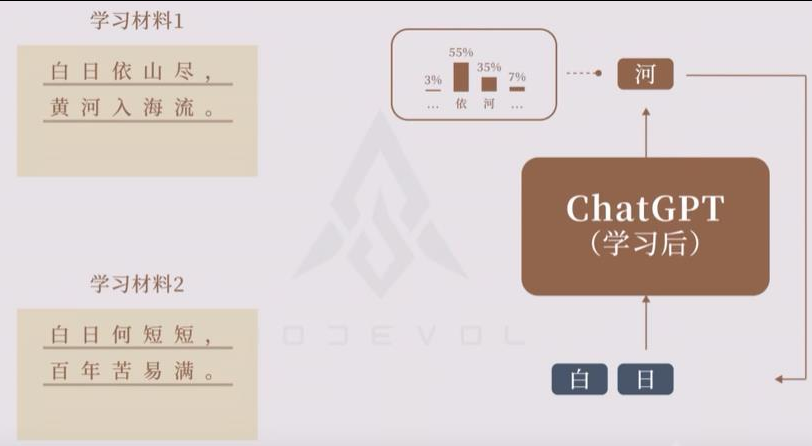 学习材料1
白日依山尽，
黄河入海流。
学习材料2
白日何短短，
百年苦易满。
3%
55%
35%
7%
...
依
河
...
河
ChatGPT
（学习后）
白
日